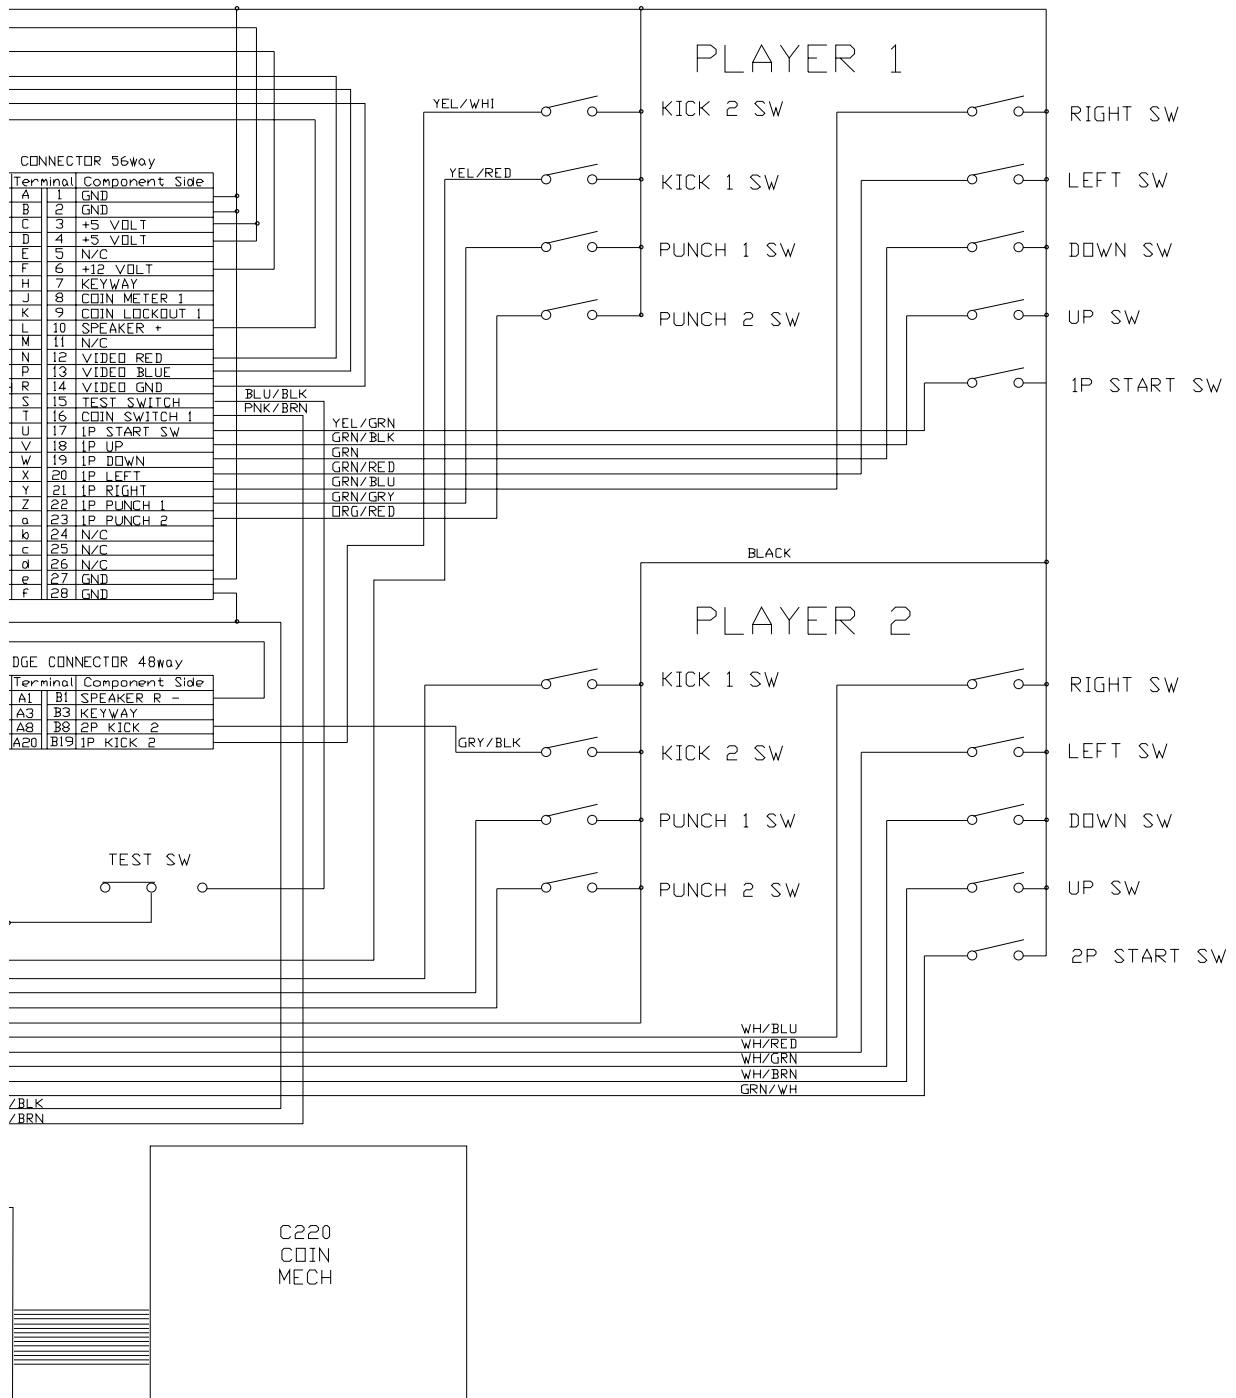 PLAYER 1
YEL/WHI
KICK 2 SW
RIGHT SW
YEL/RED
KICK 1 SW
LEFT SW
PUNCH 1 SW
DOWN SW
PUNCH 2 SW
UP SW
1P START SW
CONNECTOR 56way
Terminal Component Side
A 1 GND
B 2 GND
C 3 +5 VOLT
D 4 +5 VOLT
E 5 N/C
F 6 +12 VOLT
H 7 KEYWAY
J 8 COIN METER 1
K 9 COIN LOCKOUT 1
L 10 SPEAKER +
M 11 N/C
N 12 VIDEO RED
P 13 VIDEO BLUE
R 14 VIDEO GND
S 15 TEST SWITCH
T 16 COIN SWITCH 1
U 17 1P START SW
V 18 1P UP
W 19 1P DOWN
X 20 1P LEFT
Y 21 1P RIGHT
Z 22 1P PUNCH 1
a 23 1P PUNCH 2
b 24 N/C
c 25 N/C
d 26 N/C
e 27 GND
f 28 GND
BLU/BLK
PNK/BRN
YEL/GRN
GRN/BLK
GRN
GRN/RED
GRN/BLU
GRN/GRY
ORG/RED
BLACK
PLAYER 2
DGE CONNECTOR 48way
Terminal Component Side
A1 B1 SPEAKER R -
A3 B3 KEYWAY
A8 B8 2P KICK 2
A20 B19 1P KICK 2
KICK 1 SW
RIGHT SW
GRY/BLK
KICK 2 SW
LEFT SW
PUNCH 1 SW
DOWN SW
TEST SW
PUNCH 2 SW
UP SW
2P START SW
WH/BLU
WH/RED
WH/GRN
WH/BRN
GRN/WH
/BLK
/BRN
C220
COIN
MECH